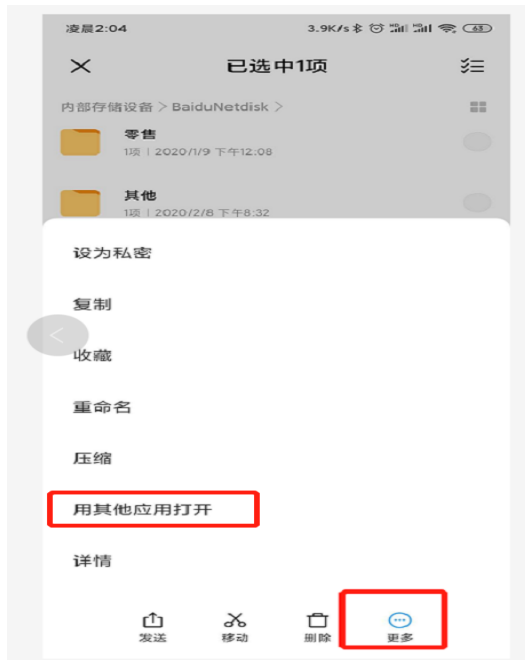 凌晨2:04 3.9K/s 63
已选中1项
内部存储设备 > BaiduNetdisk >
零售
1项 | 2020/1/9 下午12:08
其他
1项 | 2020/2/8 下午8:32
设为私密
复制
收藏
重命名
压缩
用其他应用打开
详情
发送 移动 删除 更多